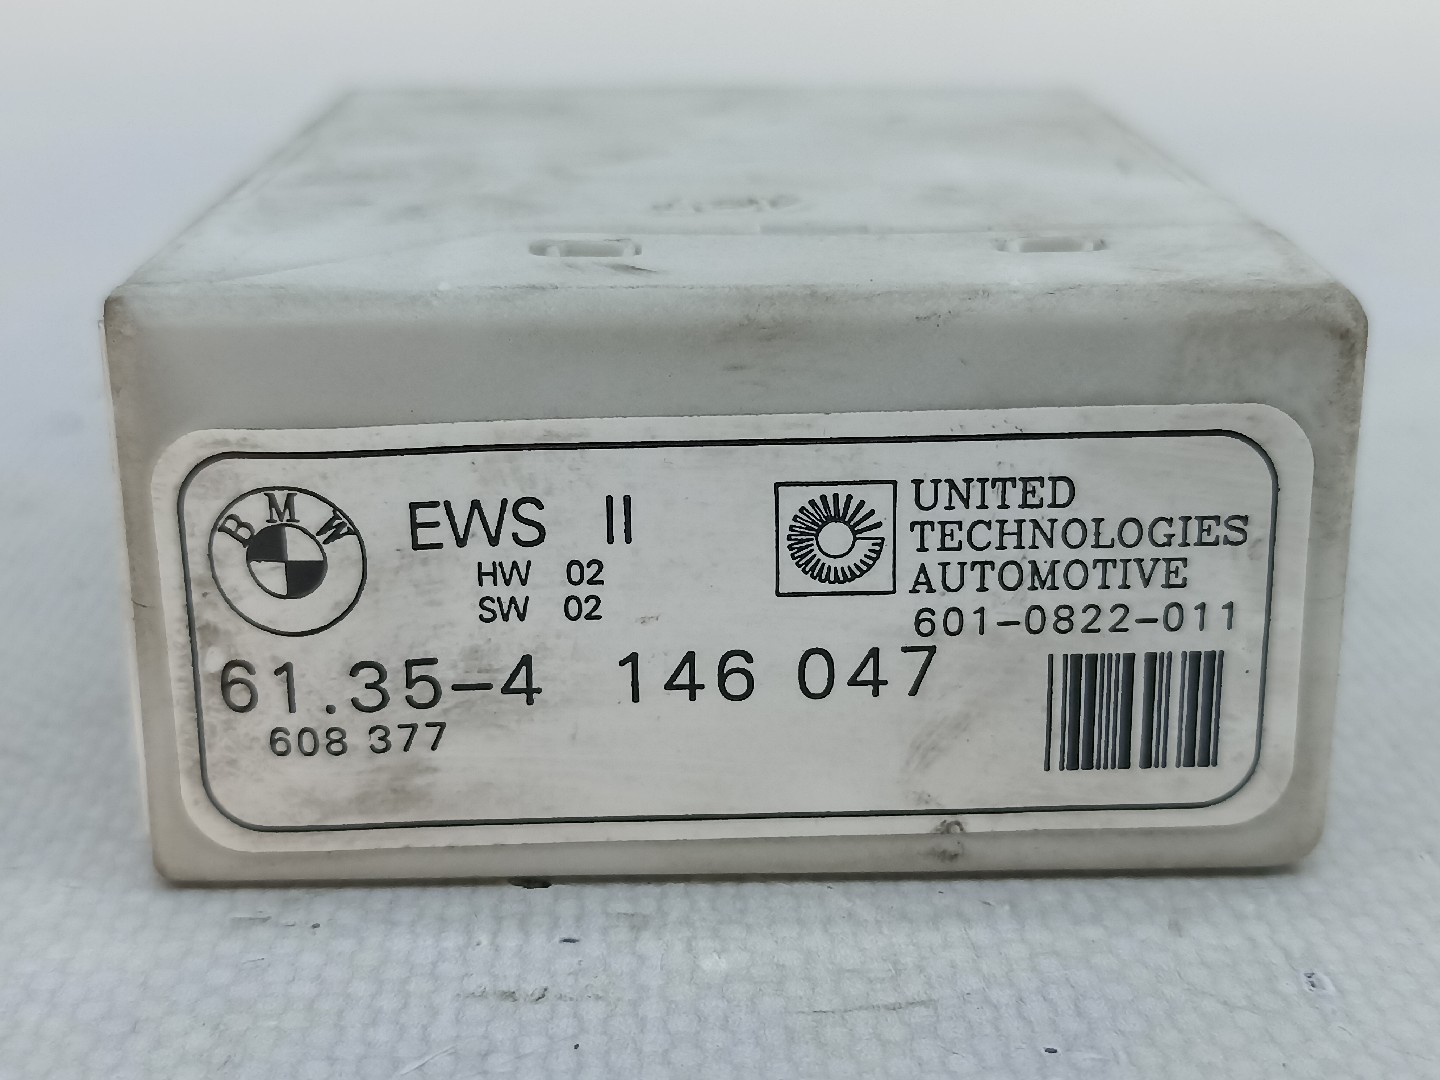 BMW
EWS II
HW 02
SW 02
UNITED
TECHNOLOGIES
AUTOMOTIVE
601-0822-011
61.35-4 146 047
608 377